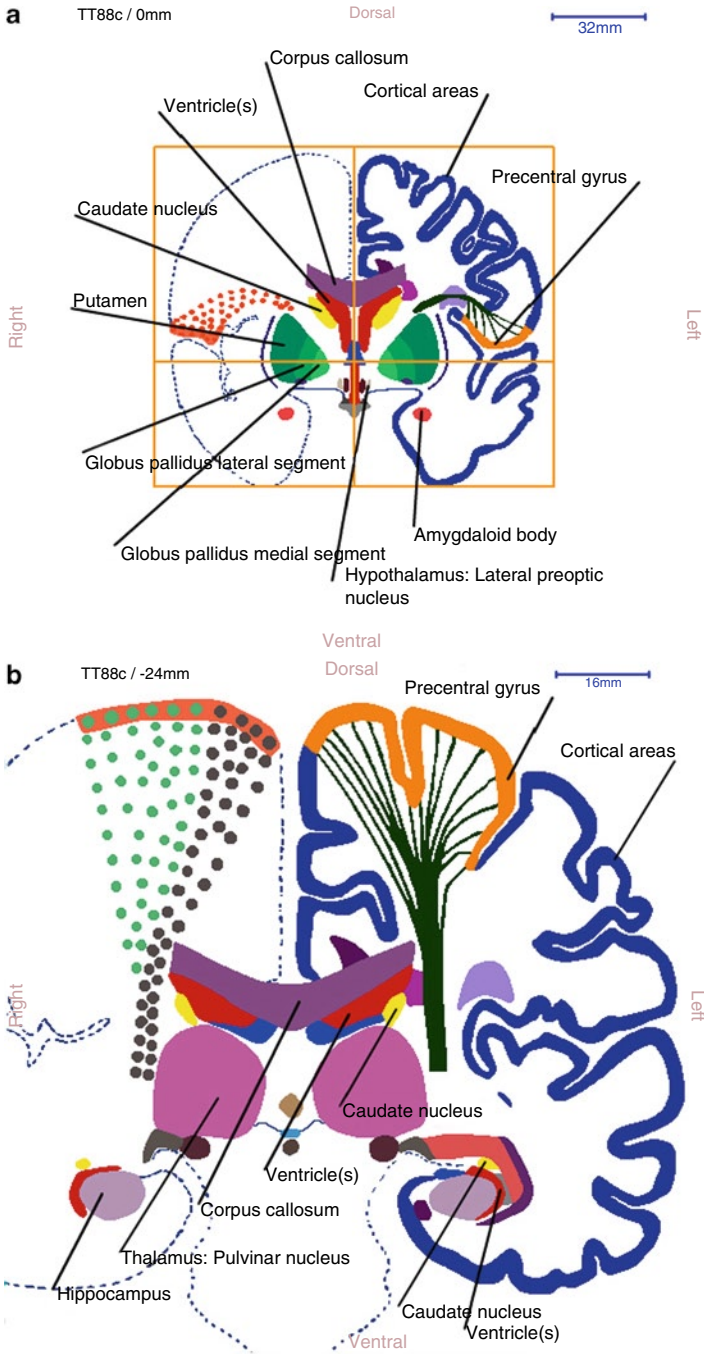 a
TT88c / 0mm
Dorsal
32mm
Corpus callosum
Cortical areas
Ventricle(s)
Precentral gyrus
Caudate nucleus
Putamen
Right
Left
Globus pallidus lateral segment
Amygdaloid body
Globus pallidus medial segment
Hypothalamus: Lateral preoptic
nucleus
Ventral
b
TT88c / -24mm
Dorsal
16mm
Precentral gyrus
Cortical areas
Right
Left
Caudate nucleus
Ventricle(s)
Corpus callosum
Thalamus: Pulvinar nucleus
Hippocampus
Caudate nucleus
Ventricle(s)
Ventral